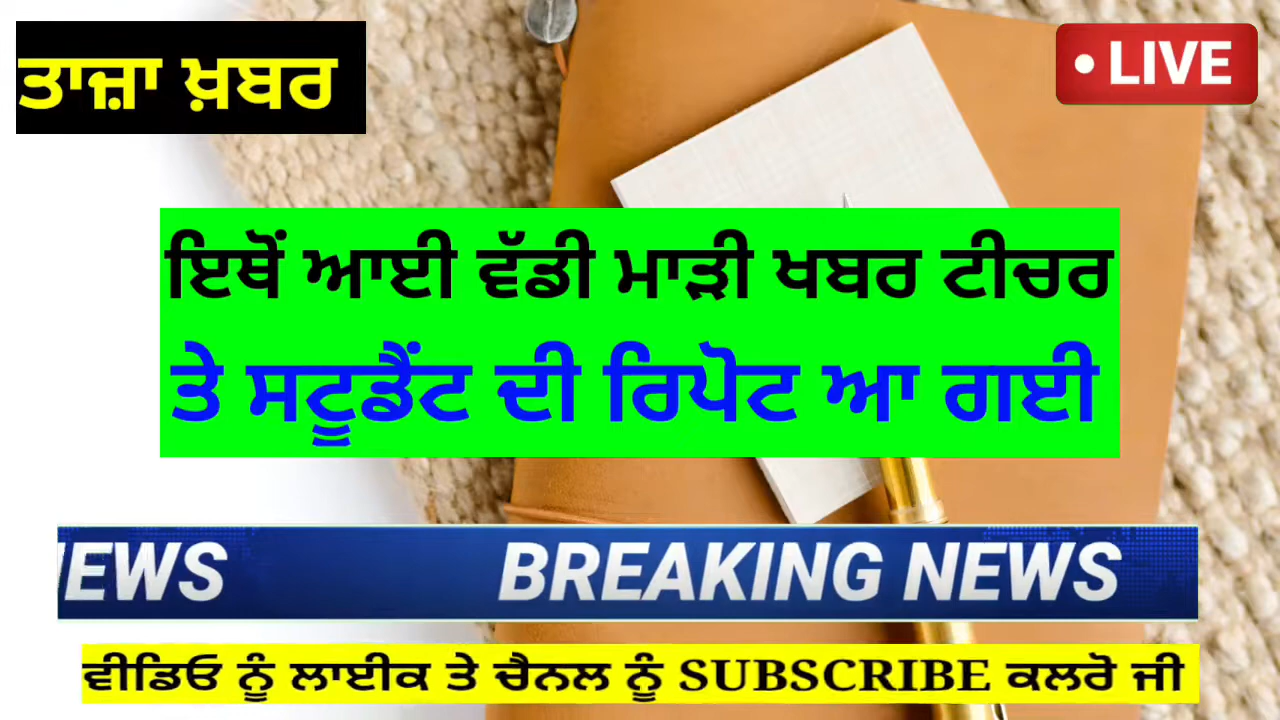 ਤਾਜ਼ਾ ਖ਼ਬਰ
• LIVE
ਇਥੋਂ ਆਈ ਵੱਡੀ ਮਾੜੀ ਖਬਰ ਟੀਚਰ
ਤੇ ਸਟੂਡੈਂਟ ਦੀ ਰਿਪੋਟ ਆ ਗਈ
EWS BREAKING NEWS
ਵੀਡਿਓ ਨੂੰ ਲਾਈਕ ਤੇ ਚੈਨਲ ਨੂੰ SUBSCRIBE ਕਲਰੋ ਜੀ